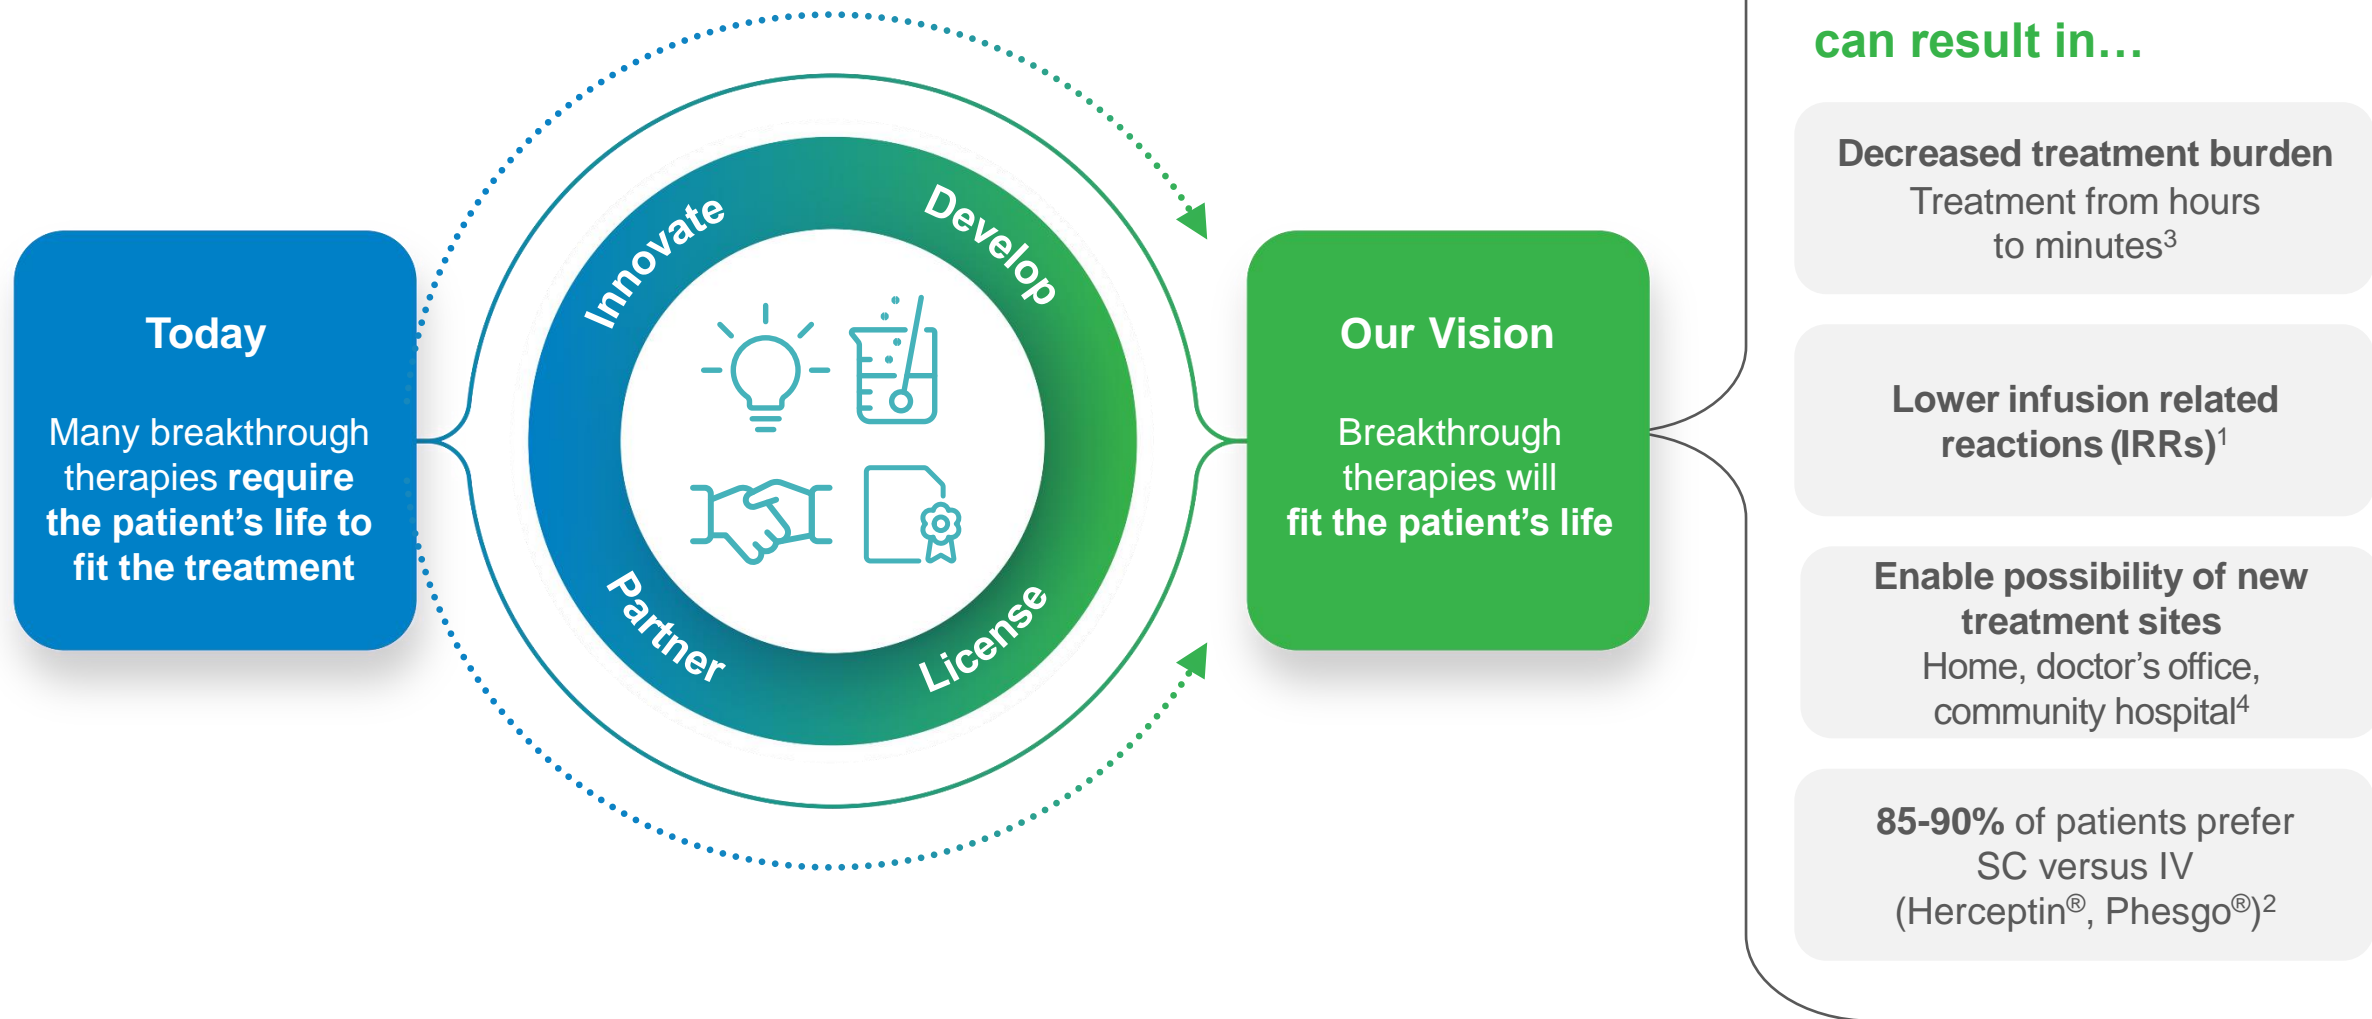 Today
Many breakthrough
therapies require
the patient’s life to
fit the treatment
Innovate
Develop
Partner
License
Our Vision
Breakthrough
therapies will
fit the patient’s life
can result in…
Decreased treatment burden
Treatment from hours
to minutes³
Lower infusion related
reactions (IRRs)¹
Enable possibility of new
treatment sites
Home, doctor’s office,
community hospital⁴
85-90% of patients prefer
SC versus IV
(Herceptin®, Phesgo®)²